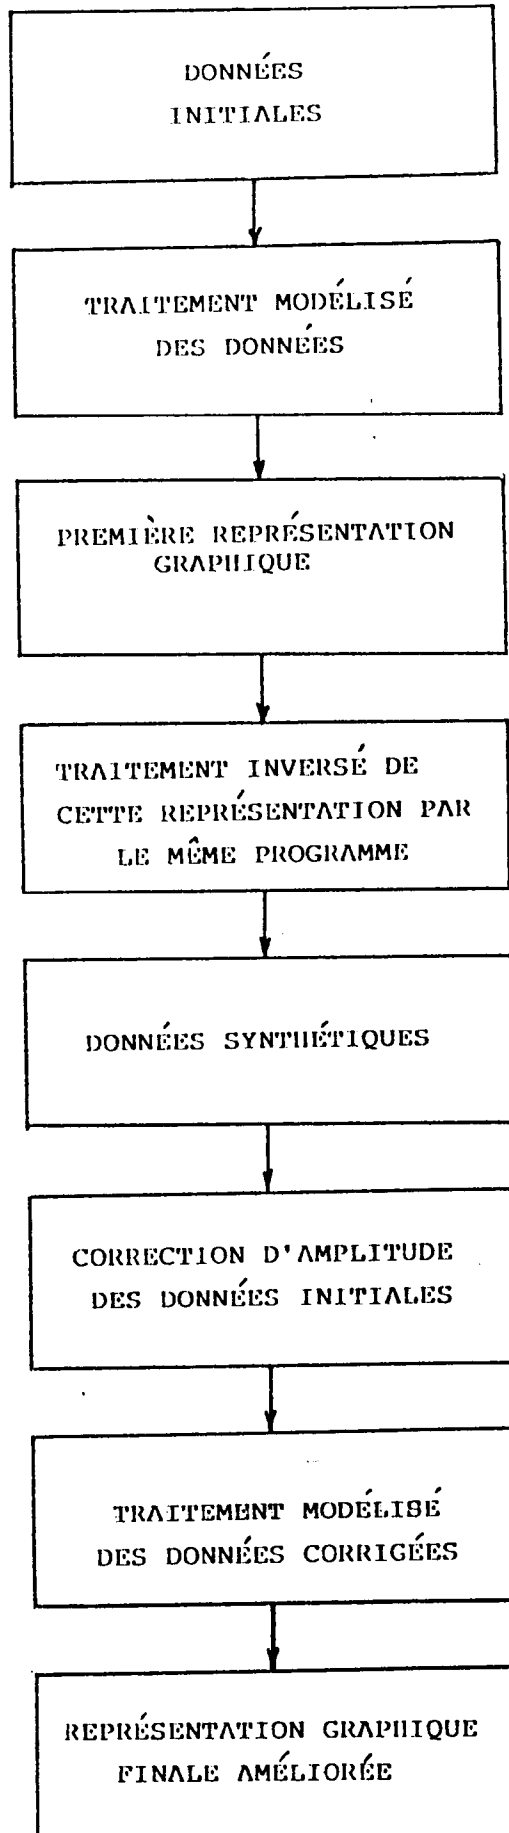 DONNÉES
INITIALES
TRAITEMENT MODÉLISÉ
DES DONNÉES
PREMIÈRE REPRÉSENTATION
GRAPHIQUE
TRAITEMENT INVERSÉ DE
CETTE REPRÉSENTATION PAR
LE MÊME PROGRAMME
DONNÉES SYNTHÉTIQUES
CORRECTION D'AMPLITUDE
DES DONNÉES INITIALES
TRAITEMENT MODÉLISÉ
DES DONNÉES CORRIGÉES
REPRÉSENTATION GRAPHIQUE
FINALE AMÉLIORÉE